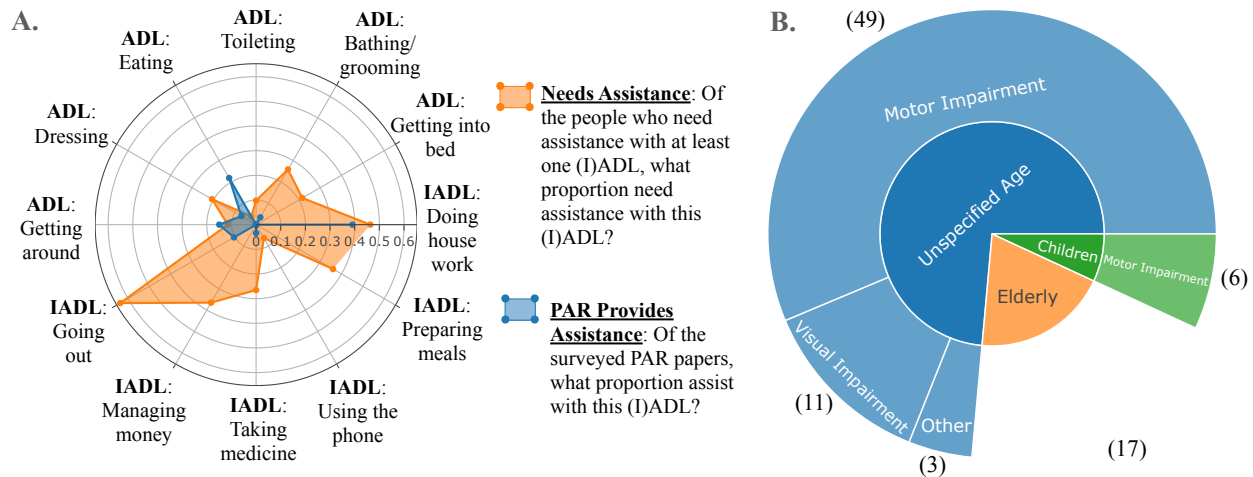 A.
ADL:
Toileting
ADL:
Bathing/
grooming
ADL:
Eating
ADL:
Dressing
ADL:
Getting into
bed
ADL:
Getting
around
IADL:
Doing
house
work
0 0.1 0.2 0.3 0.4 0.5 0.6
IADL:
Going
out
IADL:
Preparing
meals
IADL:
Managing
money
IADL:
Taking
medicine
IADL:
Using the
phone
Needs Assistance: Of
the people who need
assistance with at least
one (I)ADL, what
proportion need
assistance with this
(I)ADL?
PAR Provides
Assistance: Of the
surveyed PAR papers,
what proportion assist
with this (I)ADL?
B.
(49)
Motor Impairment
Unspecified Age
Children
Motor Impairment
(6)
Elderly
Visual Impairment
(11)
Other
(3)
(17)